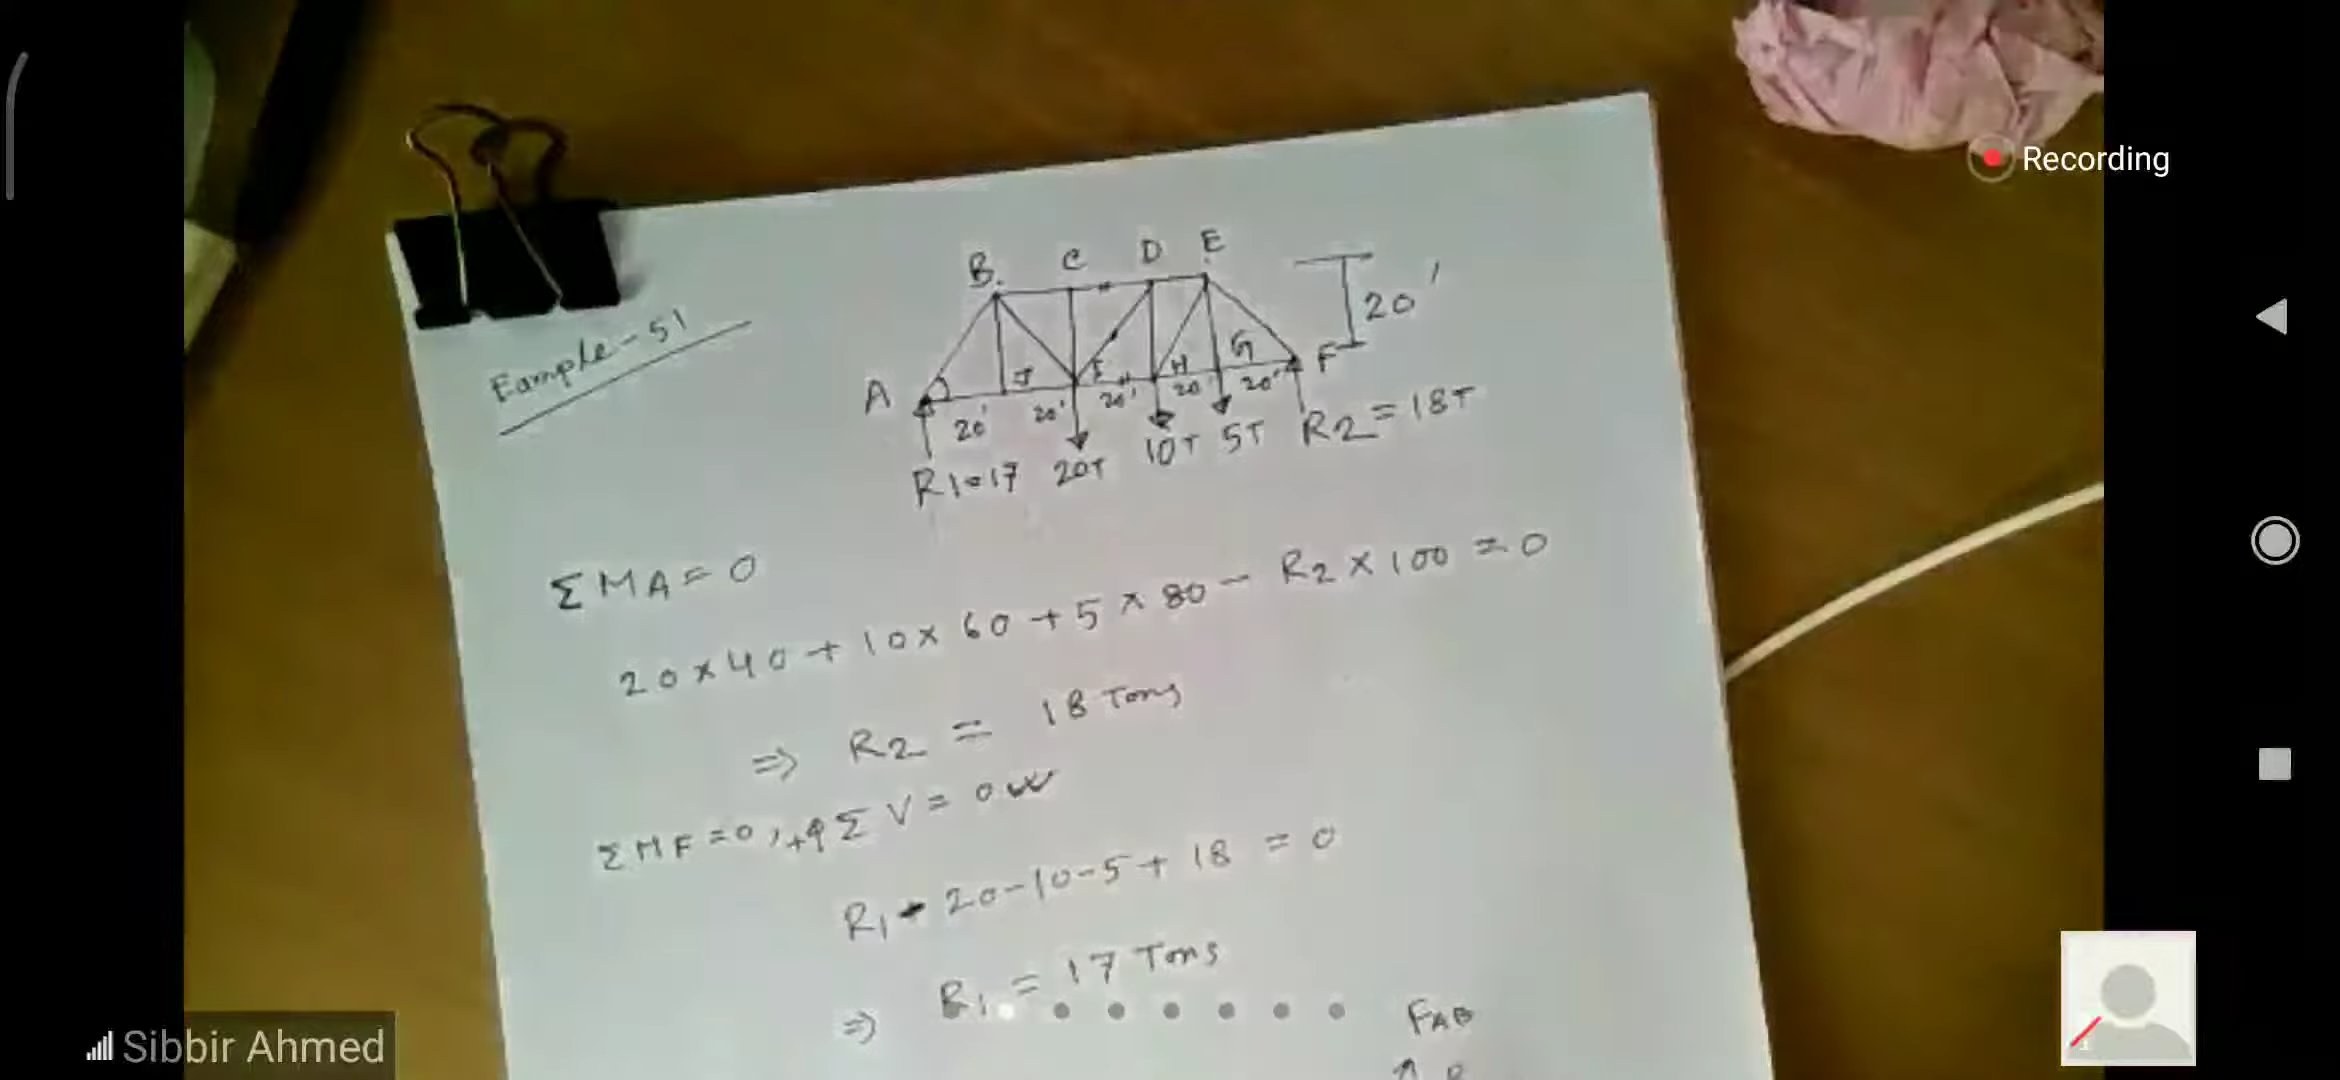 Recording
Eample-51
B C D E
20'
A J I H G F
20' 20' 20' 20' 20'
R1=17 20T 10T 5T R2=18T
ΣMA=0
20×40+10×60+5×80-R2×100=0
⇒ R2 = 18 Tons
ΣMF=0, +↑ΣV=0
R1-20-10-5+18=0
⇒ R1=17 Tons
FAB
Sibbir Ahmed